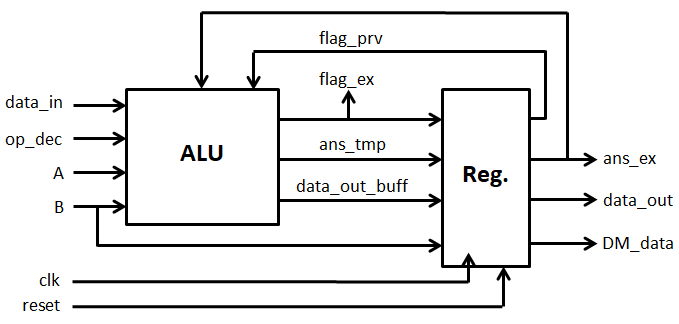 flag_prv
flag_ex
data_in
op_dec
A
B
ALU
ans_tmp
data_out_buff
Reg.
ans_ex
data_out
DM_data
clk
reset